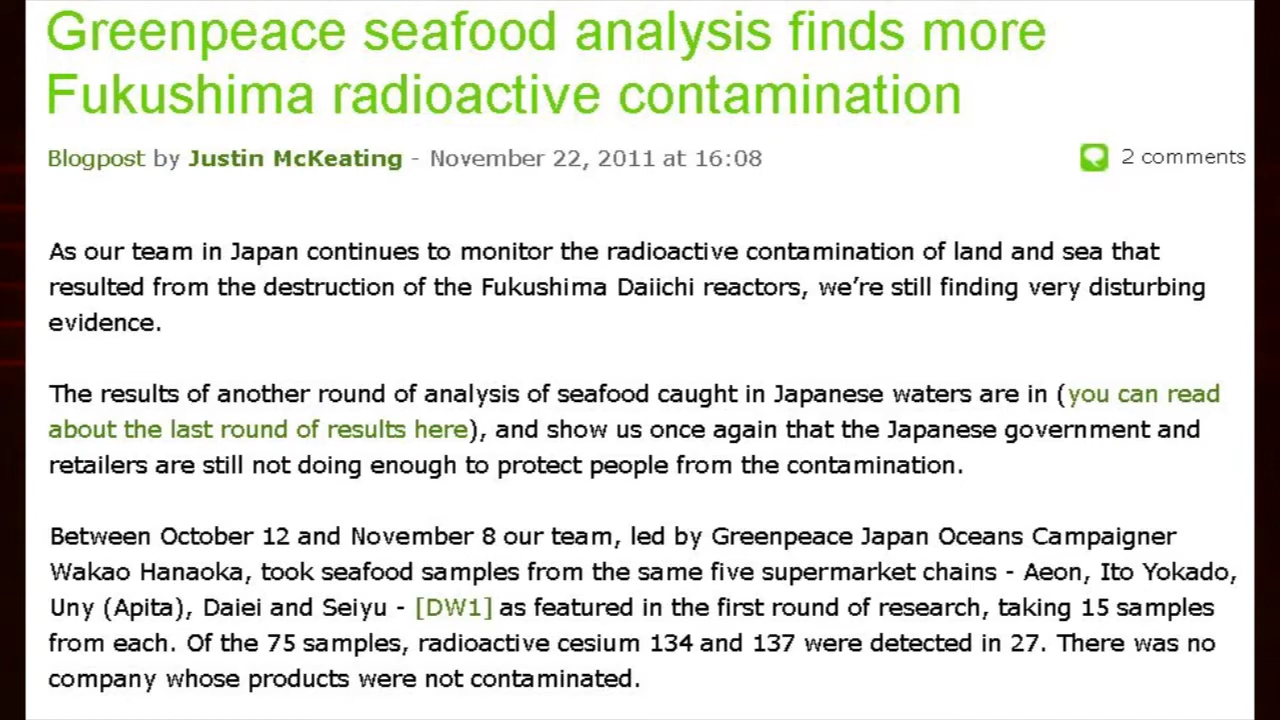 Greenpeace seafood analysis finds more
Fukushima radioactive contamination
Blogpost by Justin McKeating - November 22, 2011 at 16:08
2 comments
As our team in Japan continues to monitor the radioactive contamination of land and sea that
resulted from the destruction of the Fukushima Daiichi reactors, we’re still finding very disturbing
evidence.
The results of another round of analysis of seafood caught in Japanese waters are in (you can read
about the last round of results here), and show us once again that the Japanese government and
retailers are still not doing enough to protect people from the contamination.
Between October 12 and November 8 our team, led by Greenpeace Japan Oceans Campaigner
Wakao Hanaoka, took seafood samples from the same five supermarket chains - Aeon, Ito Yokado,
Uny (Apita), Daiei and Seiyu - [DW1] as featured in the first round of research, taking 15 samples
from each. Of the 75 samples, radioactive cesium 134 and 137 were detected in 27. There was no
company whose products were not contaminated.